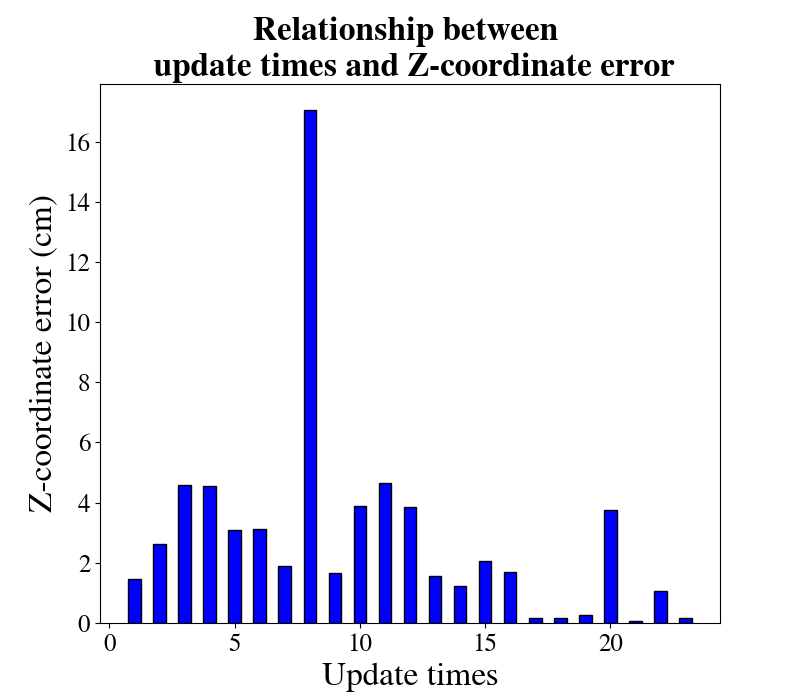 Relationship between
update times and Z-coordinate error
Z-coordinate error (cm)
16
14
12
10
8
6
4
2
0
0 5 10 15 20
Update times